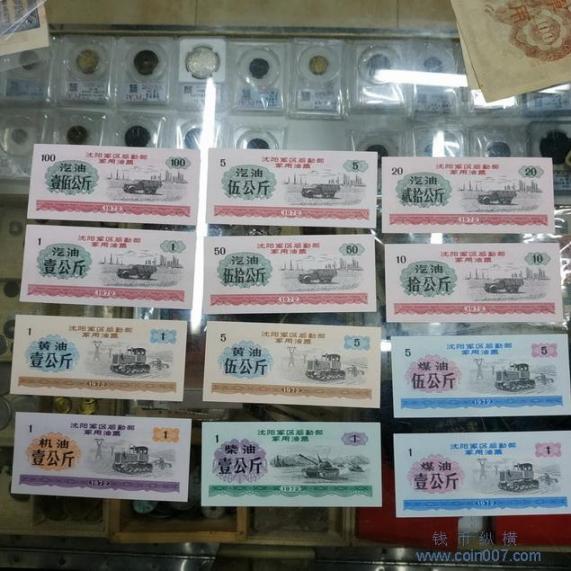 100
沈阳军区后勤部
军用油票
100
汽油
壹佰公斤
1972
5
沈阳军区后勤部
军用油票
5
汽油
伍公斤
1972
20
沈阳军区后勤部
军用油票
20
汽油
贰拾公斤
1972
1
沈阳军区后勤部
军用油票
1
汽油
壹公斤
1972
50
沈阳军区后勤部
军用油票
50
汽油
伍拾公斤
1972
10
沈阳军区后勤部
军用油票
10
汽油
拾公斤
1972
1
沈阳军区后勤部
军用油票
1
黄油
壹公斤
1972
5
沈阳军区后勤部
军用油票
5
黄油
伍公斤
1972
5
沈阳军区后勤部
军用油票
5
煤油
伍公斤
1972
1
沈阳军区后勤部
军用油票
1
机油
壹公斤
1972
1
沈阳军区后勤部
军用油票
1
柴油
壹公斤
1972
1
沈阳军区后勤部
军用油票
1
煤油
壹公斤
1972
钱币纵横
www.coin007.com